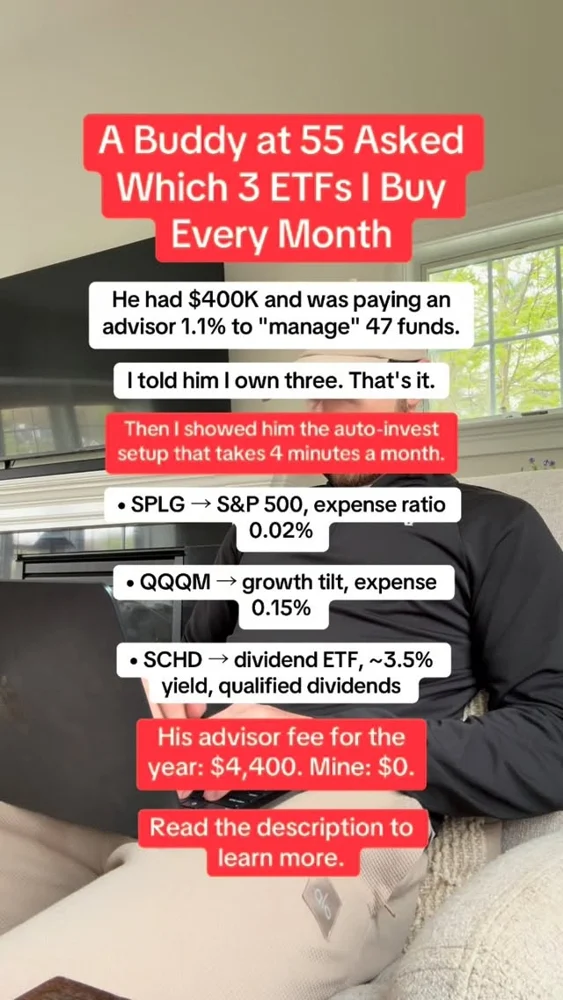 A Buddy at 55 Asked
Which 3 ETFs I Buy
Every Month
He had $400K and was paying an
advisor 1.1% to "manage" 47 funds.
I told him I own three. That's it.
Then I showed him the auto-invest
setup that takes 4 minutes a month.
• SPLG → S&P 500, expense ratio
0.02%
• QQQM → growth tilt, expense
0.15%
• SCHD → dividend ETF, ~3.5%
yield, qualified dividends
His advisor fee for the
year: $4,400. Mine: $0.
Read the description to
learn more.
%